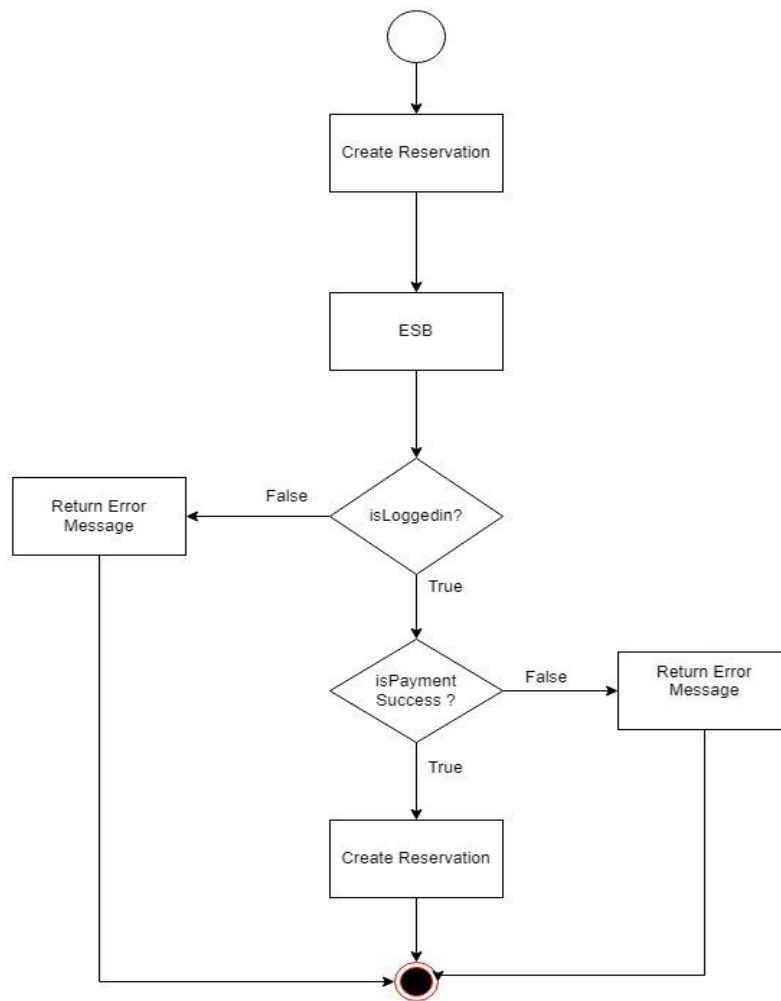 Create Reservation
ESB
isLoggedin?
False
Return Error
Message
True
isPayment
Success ?
False
Return Error
Message
True
Create Reservation